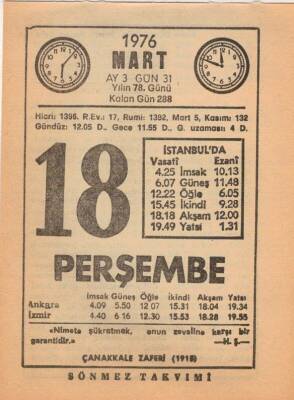 1976
MART
AY 3 GÜN 31
Yılın 78. Günü
Kalan Gün 288
Hicri: 1396, R.Ev.: 17, Rumi: 1392, Mart 5, Kasım: 132
Gündüz: 12.05 D., Gece 11.55 D., G. uzaması 4 D.
18
İSTANBUL'DA
Vasatî Ezanî
4.25 İmsak 10.13
6.07 Güneş 11.48
12.22 Öğle 6.05
15.45 İkindi 9.28
18.18 Akşam 12.00
19.49 Yatsı 1.31
PERŞEMBE
İmsak Güneş Öğle İkindi Akşam Yatsı
Ankara 4.09 5.50 12 07 15.31 18.04 19.34
İzmir 4.40 6 16 12.30 15.53 18.28 19.55
«Nimete şükretmek, onun zevaline karşı bir
garantidir.» —H. Ş.—
ÇANAKKALE ZAFERİ (1915)
SÖNMEZ TAKVİMİ